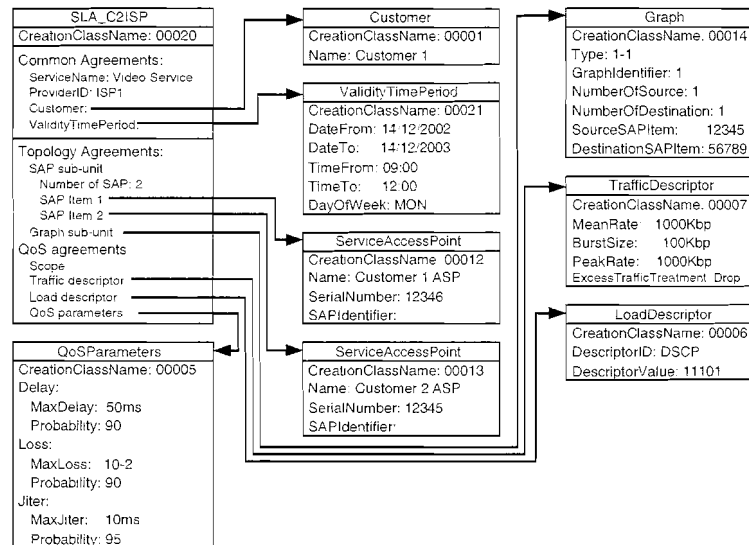 SLA_C2ISP
CreationClassName: 00020
Common Agreements:
ServiceName: Video Service
ProviderID: ISP1
Customer:
ValidityTimePeriod:
Topology Agreements:
SAP sub-unit
Number of SAP: 2
SAP Item 1
SAP Item 2
Graph sub-unit
QoS agreements
Scope
Traffic descriptor
Load descriptor
QoS parameters
QoSParameters
CreationClassName: 00005
Delay:
MaxDelay: 50ms
Probability: 90
Loss:
MaxLoss: 10-2
Probability: 90
Jiter:
MaxJiter: 10ms
Probability: 95
Customer
CreationClassName: 00001
Name: Customer 1
ValidityTimePeriod
CreationClassName: 00021
DateFrom: 14/12/2002
DateTo: 14/12/2003
TimeFrom: 09:00
TimeTo: 12:00
DayOfWeek: MON
ServiceAccessPoint
CreationClassName 00012
Name: Customer 1 ASP
SerialNumber: 12346
SAPIdentifier:
ServiceAccessPoint
CreationClassName: 00013
Name: Customer 2 ASP
SerialNumber: 12345
SAPIdentifier:
Graph
CreationClassName: 00014
Type: 1-1
GraphIdentifier: 1
NumberOfSource: 1
NumberOfDestination: 1
SourceSAPItem: 12345
DestinationSAPItem: 56789
TrafficDescriptor
CreationClassName: 00007
MeanRate: 1000Kbp
BurstSize: 100Kbp
PeakRate: 1000Kbp
ExcessTrafficTreatment Drop
LoadDescriptor
CreationClassName: 00006
DescriptorID: DSCP
DescriptorValue: 11101